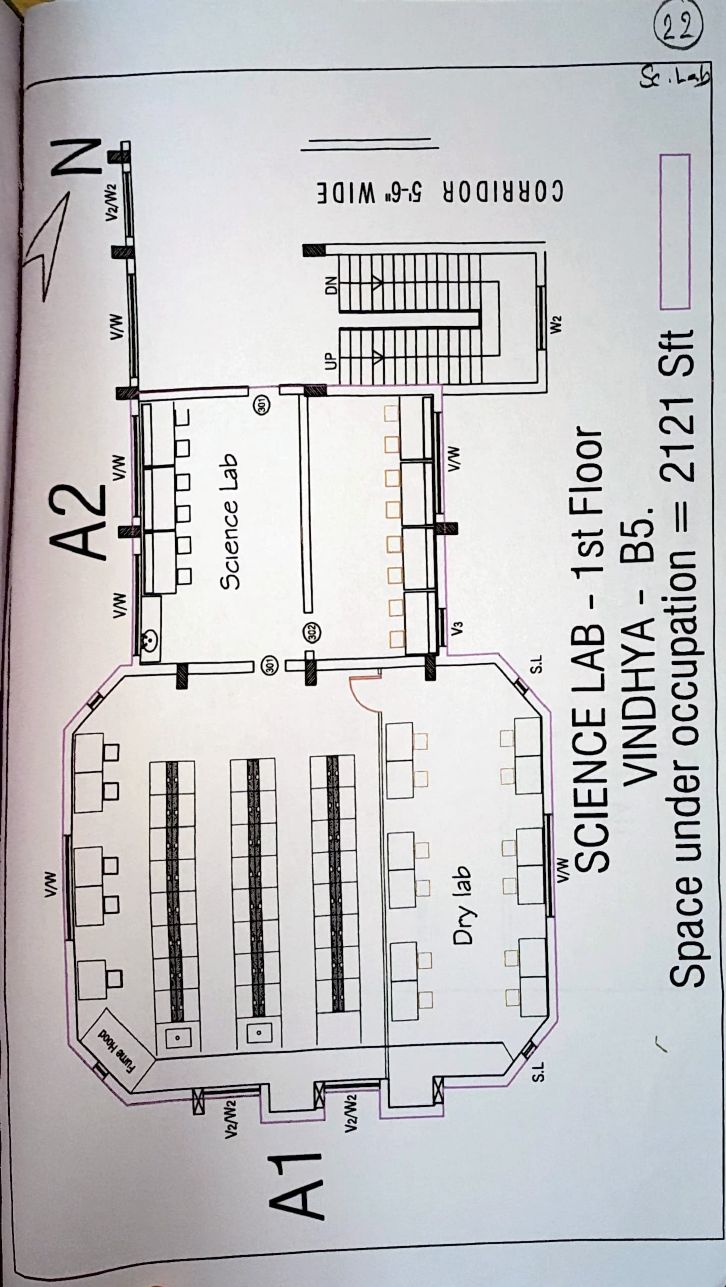 22
Sc. Lab
N
A2
A1
V2/W2
V/W
V/W
V/W
V/W
V2/W2
V2/W2
Fume Hood
Science Lab
301
301
302
Dry lab
CORRIDOR 5'-6" WIDE
UP
DN
W2
V/W
V3
S.L
V/W
S.L
SCIENCE LAB - 1st Floor
VINDHYA - B5.
Space under occupation = 2121 Sft